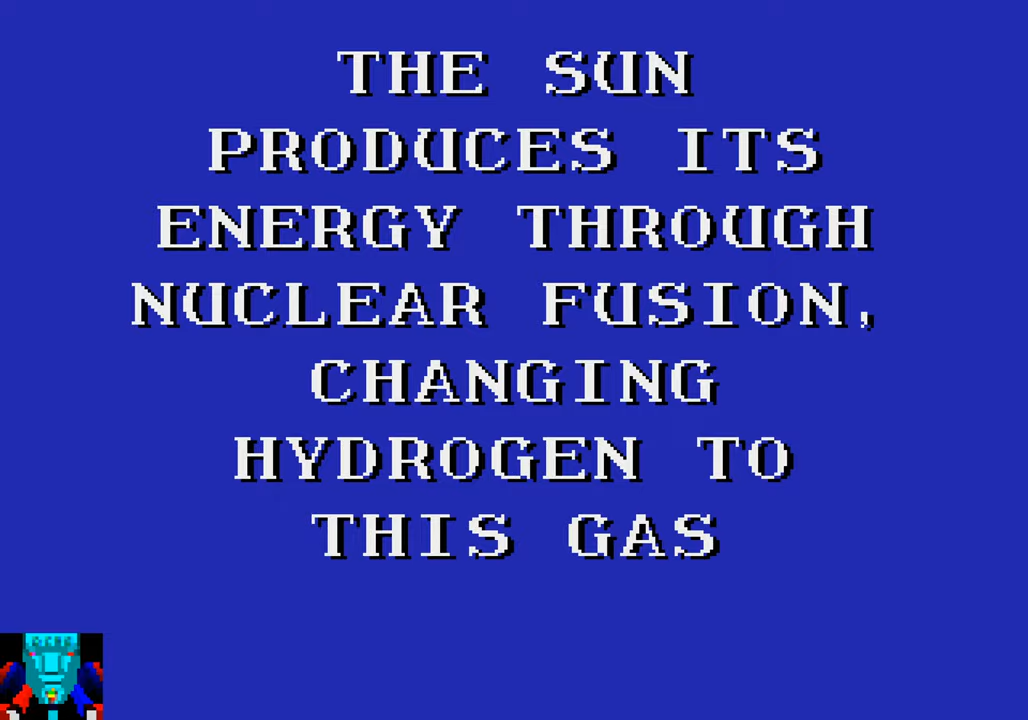 THE SUN
PRODUCES ITS
ENERGY THROUGH
NUCLEAR FUSION,
CHANGING
HYDROGEN TO
THIS GAS